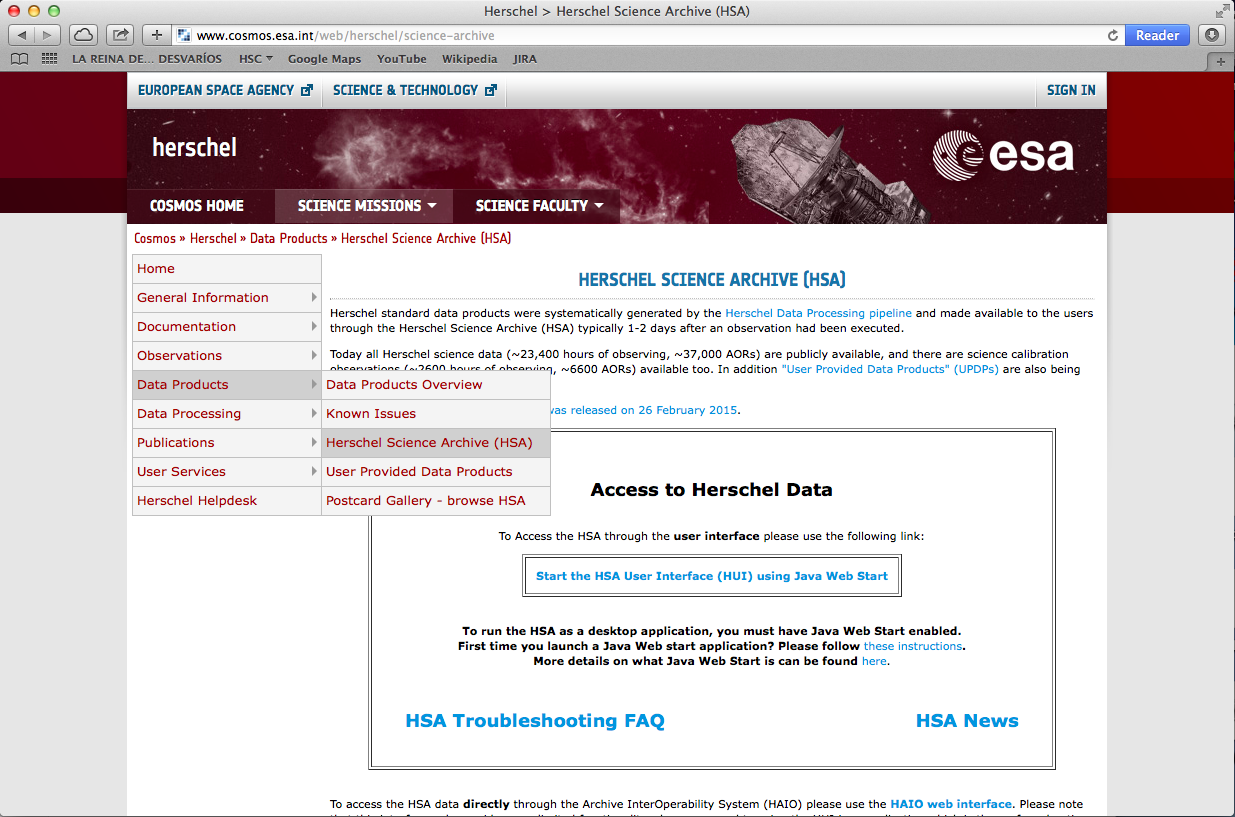 Herschel > Herschel Science Archive (HSA)
www.cosmos.esa.int/web/herschel/science-archive
Reader
LA REINA DE... DESVARÍOS HSC Google Maps YouTube Wikipedia JIRA
EUROPEAN SPACE AGENCY SCIENCE & TECHNOLOGY SIGN IN
herschel
esa
COSMOS HOME SCIENCE MISSIONS SCIENCE FACULTY
Cosmos » Herschel » Data Products » Herschel Science Archive (HSA)
Home
General Information
Documentation
Observations
Data Products
Data Processing
Publications
User Services
Herschel Helpdesk
Data Products Overview
Known Issues
Herschel Science Archive (HSA)
User Provided Data Products
Postcard Gallery - browse HSA
HERSCHEL SCIENCE ARCHIVE (HSA)
Herschel standard data products were systematically generated by the Herschel Data Processing pipeline and made available to the users
through the Herschel Science Archive (HSA) typically 1-2 days after an observation had been executed.
Today all Herschel science data (~23,400 hours of observing, ~37,000 AORs) are publicly available, and there are science calibration
observations (~2600 hours of observing, ~6600 AORs) available too. In addition "User Provided Data Products" (UPDPs) are also being
was released on 26 February 2015.
Access to Herschel Data
To Access the HSA through the user interface please use the following link:
Start the HSA User Interface (HUI) using Java Web Start
To run the HSA as a desktop application, you must have Java Web Start enabled.
First time you launch a Java Web start application? Please follow these instructions.
More details on what Java Web Start is can be found here.
HSA Troubleshooting FAQ HSA News
To access the HSA data directly through the Archive InterOperability System (HAIO) please use the HAIO web interface. Please note